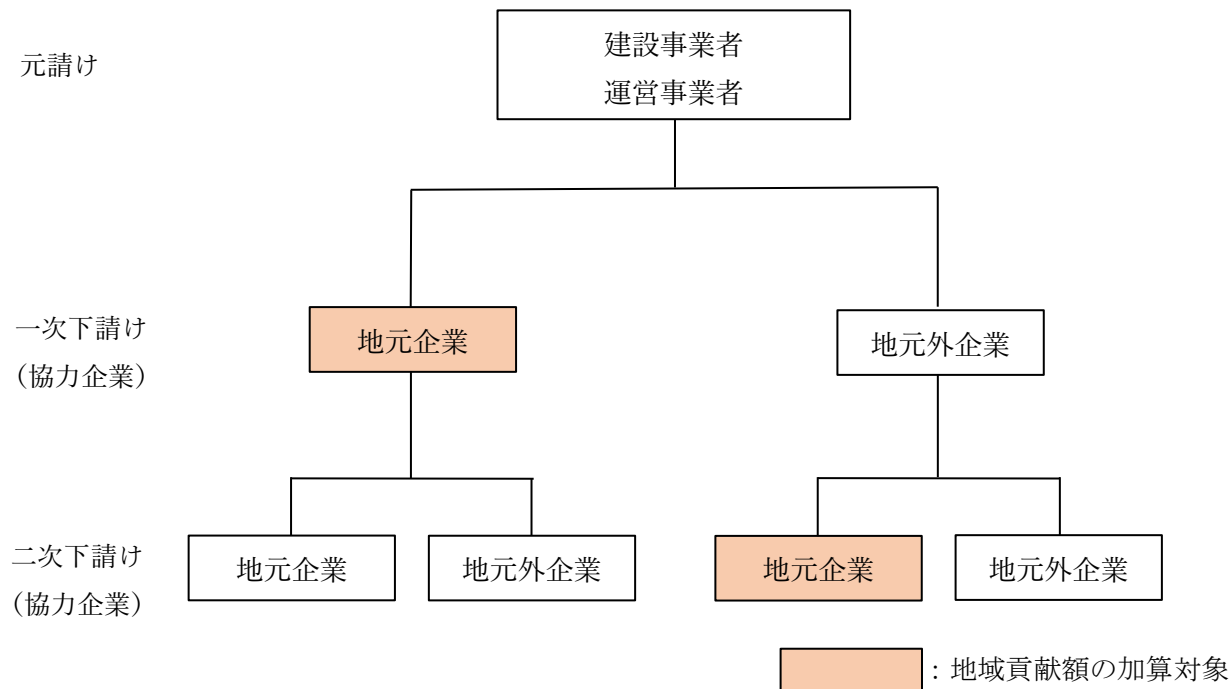 元請け
建設事業者
運営事業者
一次下請け
（協力企業）
地元企業
地元外企業
二次下請け
（協力企業）
地元企業
地元外企業
地元企業
地元外企業
：地域貢献額の加算対象